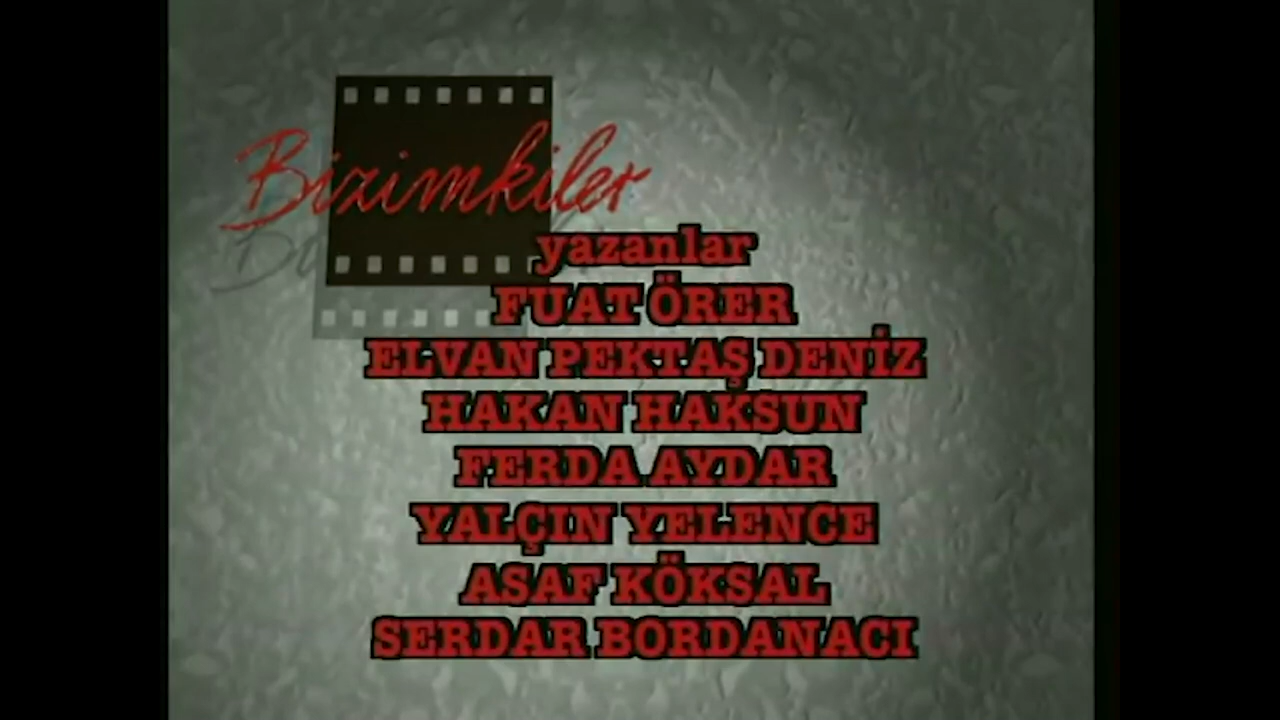 Bizimkiler
yazanlar
FUAT ÖRER
ELVAN PEKTAŞ DENİZ
HAKAN HAKSUN
FERDA AYDAR
YALÇIN YELENCE
ASAF KÖKSAL
SERDAR BORDANACI